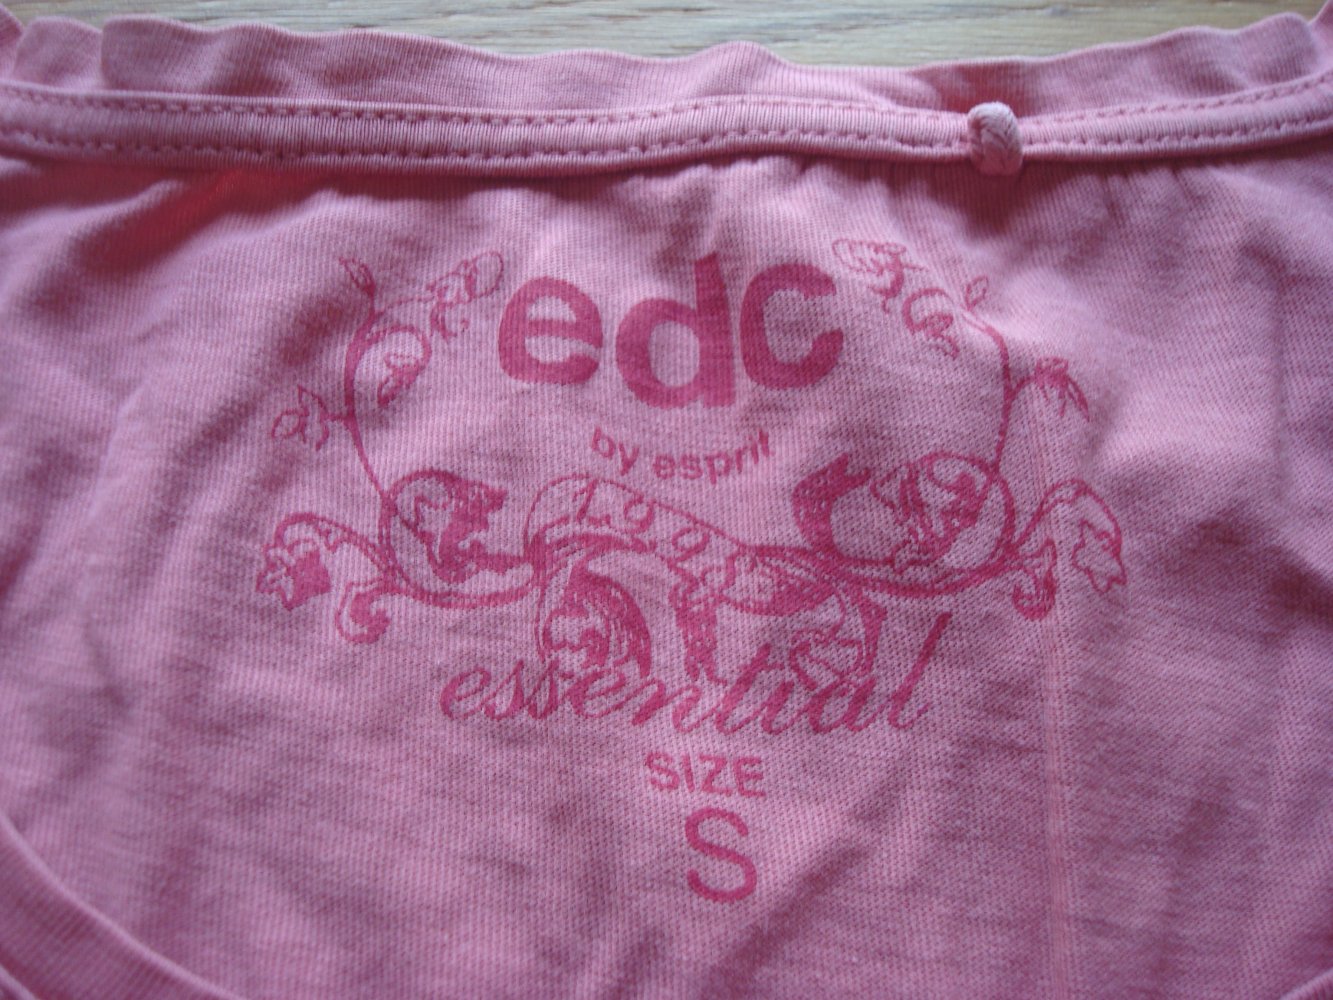 edc
by esprit
essential
SIZE
S